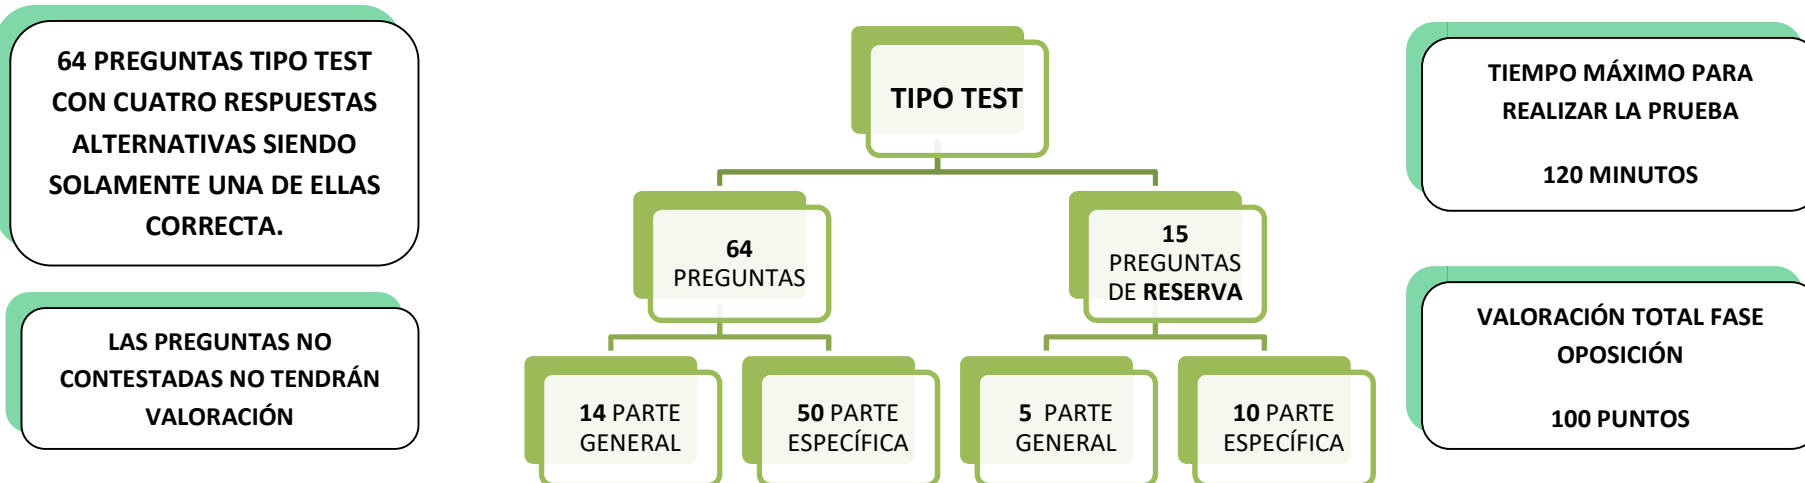 64 PREGUNTAS TIPO TEST
CON CUATRO RESPUESTAS
ALTERNATIVAS SIENDO
SOLAMENTE UNA DE ELLAS
CORRECTA.
LAS PREGUNTAS NO
CONTESTADAS NO TENDRÁN
VALORACIÓN
TIPO TEST
64
PREGUNTAS
15
PREGUNTAS
DE RESERVA
14 PARTE
GENERAL
50 PARTE
ESPECÍFICA
5 PARTE
GENERAL
10 PARTE
ESPECÍFICA
TIEMPO MÁXIMO PARA
REALIZAR LA PRUEBA
120 MINUTOS
VALORACIÓN TOTAL FASE
OPOSICIÓN
100 PUNTOS